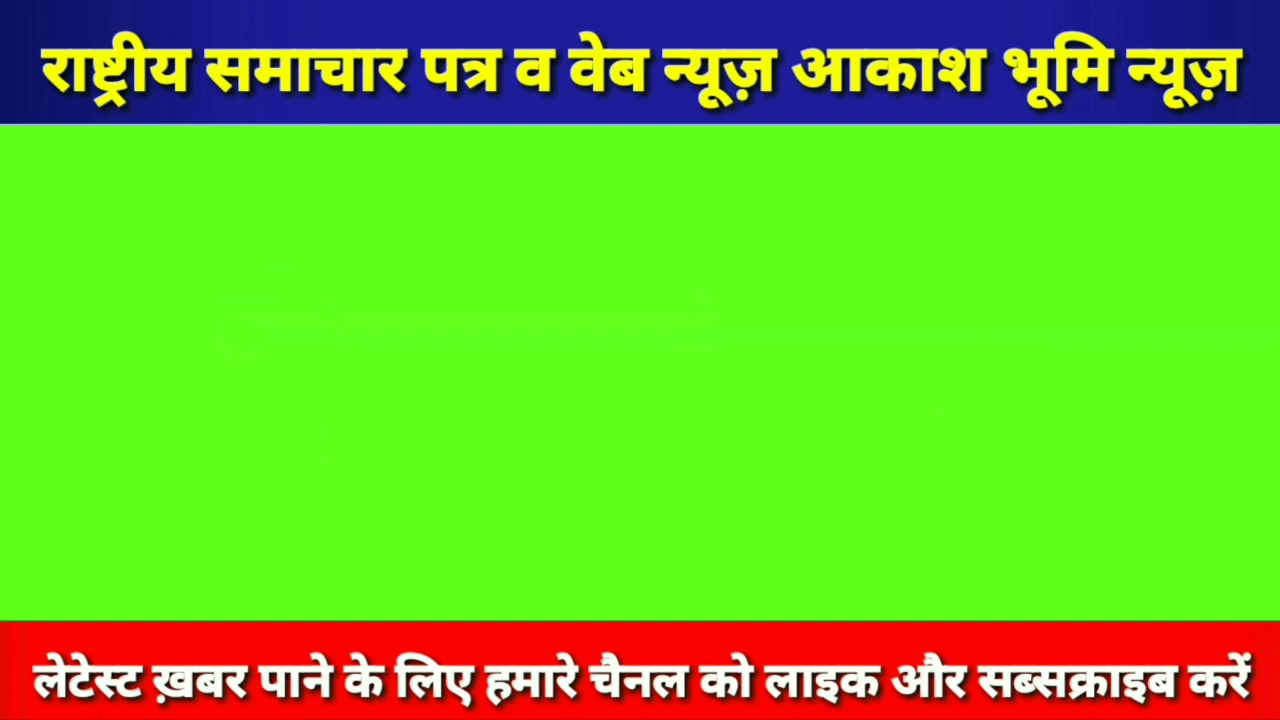 राष्ट्रीय समाचार पत्र व वेब न्यूज़ आकाश भूमि न्यूज़
लेटेस्ट ख़बर पाने के लिए हमारे चैनल को लाइक और सब्सक्राइब करें